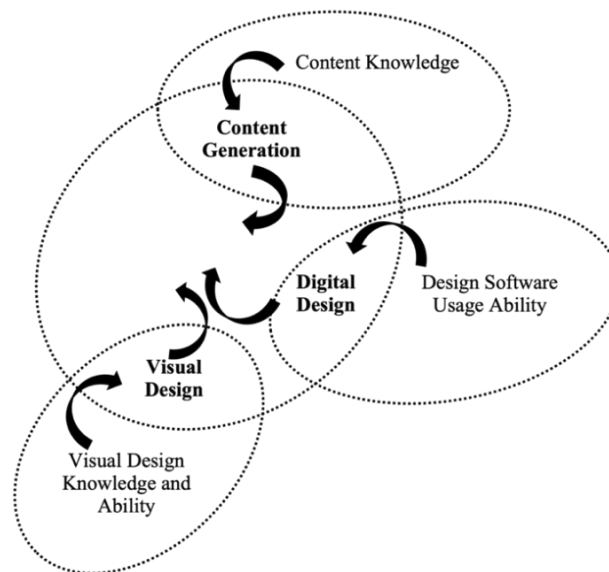 Content Knowledge
Content
Generation
Digital
Design
Design Software
Usage Ability
Visual
Design
Visual Design
Knowledge and
Ability